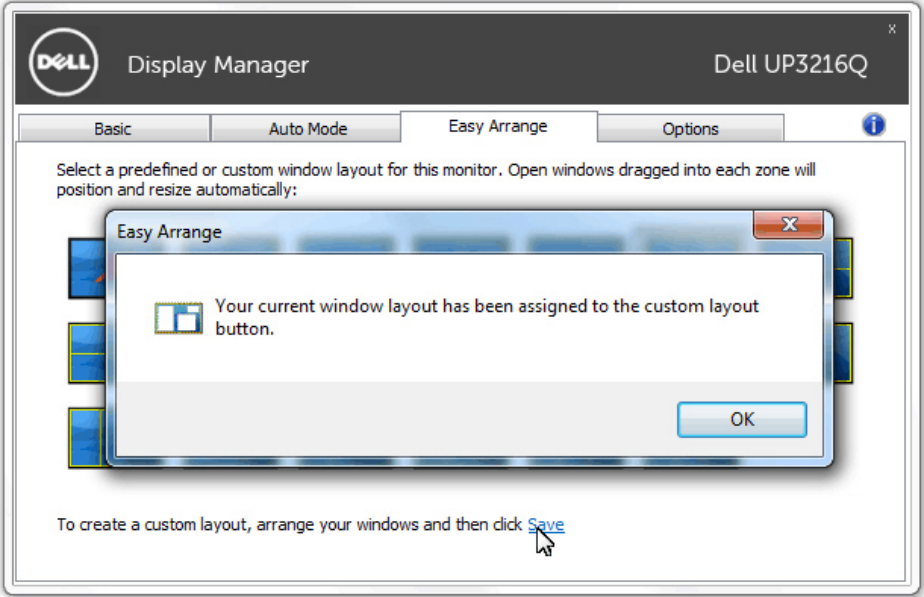 DELL
Display Manager
Dell UP3216Q
x
Basic
Auto Mode
Easy Arrange
Options
i
Select a predefined or custom window layout for this monitor. Open windows dragged into each zone will
position and resize automatically:
Easy Arrange
x
Your current window layout has been assigned to the custom layout
button.
OK
To create a custom layout, arrange your windows and then click Save